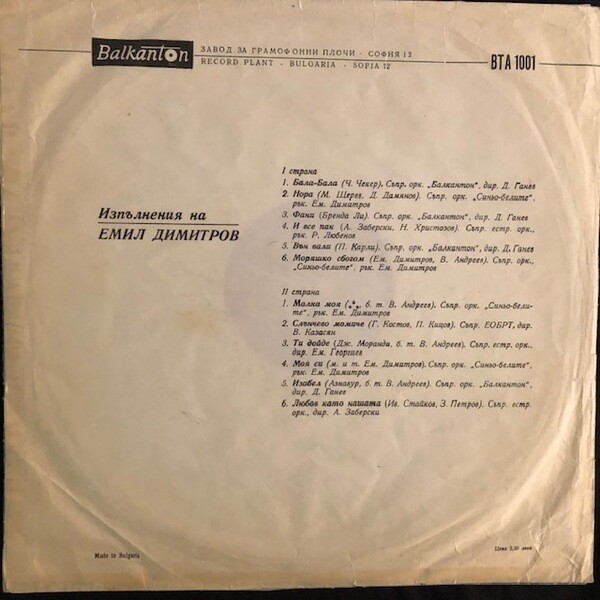 Balkanton
ЗАВОД ЗА ГРАМОФОННИ ПЛОЧИ · СОФИЯ 12
RECORD PLANT - BULGARIA - SOFIA 12
ВТА 1001
Изпълнения на
ЕМИЛ ДИМИТРОВ
I страна
1. Бала-Бала (Ч. Чекер). Съпр. орк. „Балкантон“, дир. Д. Ганев
2. Нора (М. Щерев, Д. Дамянов). Съпр. орк. „Синьо-белите“,
рък. Ем. Димитров
3. Фани (Бренда Ли). Съпр. орк. „Балкантон“, дир. Д. Ганев
4. И все пак (А. Заберски, Н. Христозов). Съпр. естр. орк.,
рък. Р. Любенов
5. Вън вали (П. Карли). Съпр. орк. „Балкантон“, дир. Д. Ганев
6. Моряшко сбогом (Ем. Димитров, В. Андреев). Съпр. орк.,
„Синьо-белите“, рък. Ем. Димитров
II страна
1. Малка моя (***, б. т. В. Андреев). Съпр. орк. „Синьо-бели-
те“, рък. Ем. Димитров
2. Слънчево момиче (Г. Костов, П. Кицов). Съпр. ЕОБРТ, дир.
В. Казасян
3. Ти дойде (Дж. Моранди, б. т. В. Андреев). Съпр. естр. орк.,
дир. Ем. Георгиев
4. Моя си (м. и т. Ем. Димитров). Съпр. орк. „Синьо-белите“,
рък. Ем. Димитров
5. Изабел (Азнавур, б. т. В. Андреев). Съпр. орк. „Балкантон“,
дир. Д. Ганев
6. Любов като нашата (Ив. Стайков, З. Петров). Съпр. естр.
орк., дир. А. Заберски
Made in Bulgaria
Цена 2,20 лева